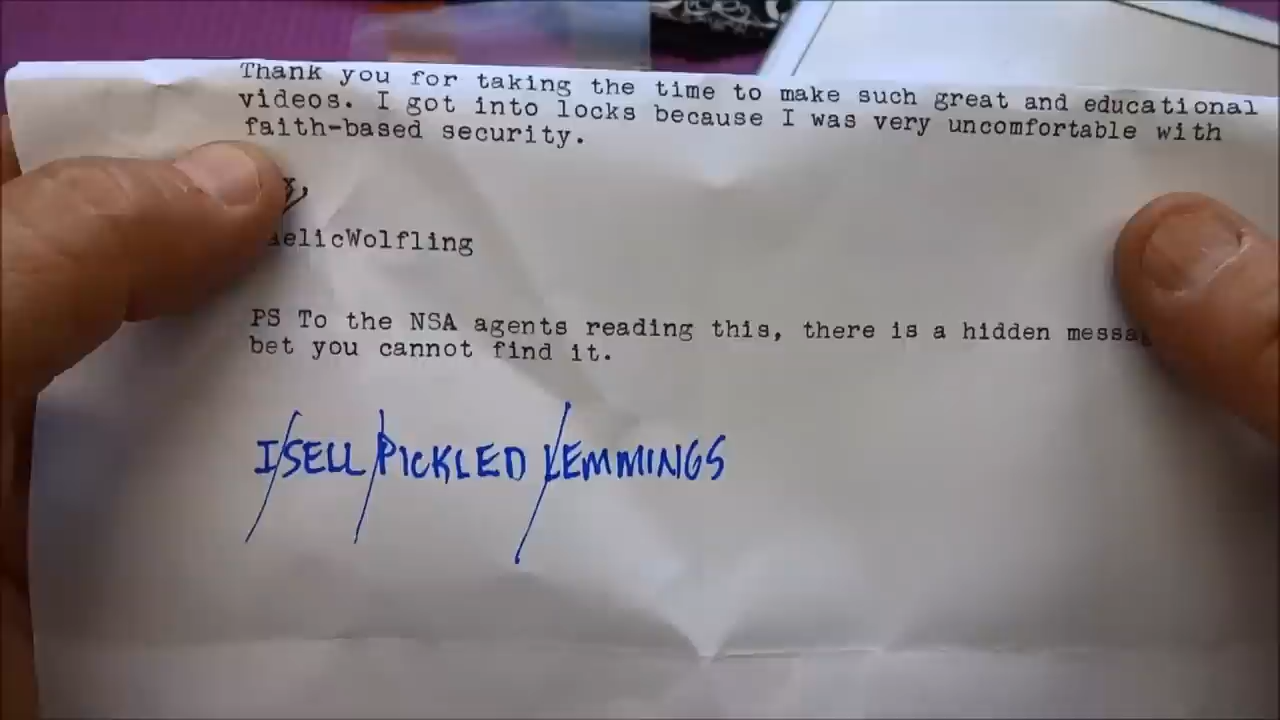 Thank you for taking the time to make such great and educational
videos. I got into locks because I was very uncomfortable with
faith-based security.
PS To the NSA agents reading this, there is a hidden
bet you cannot find it.
I/SELL/PICKLED/LEMMINGS